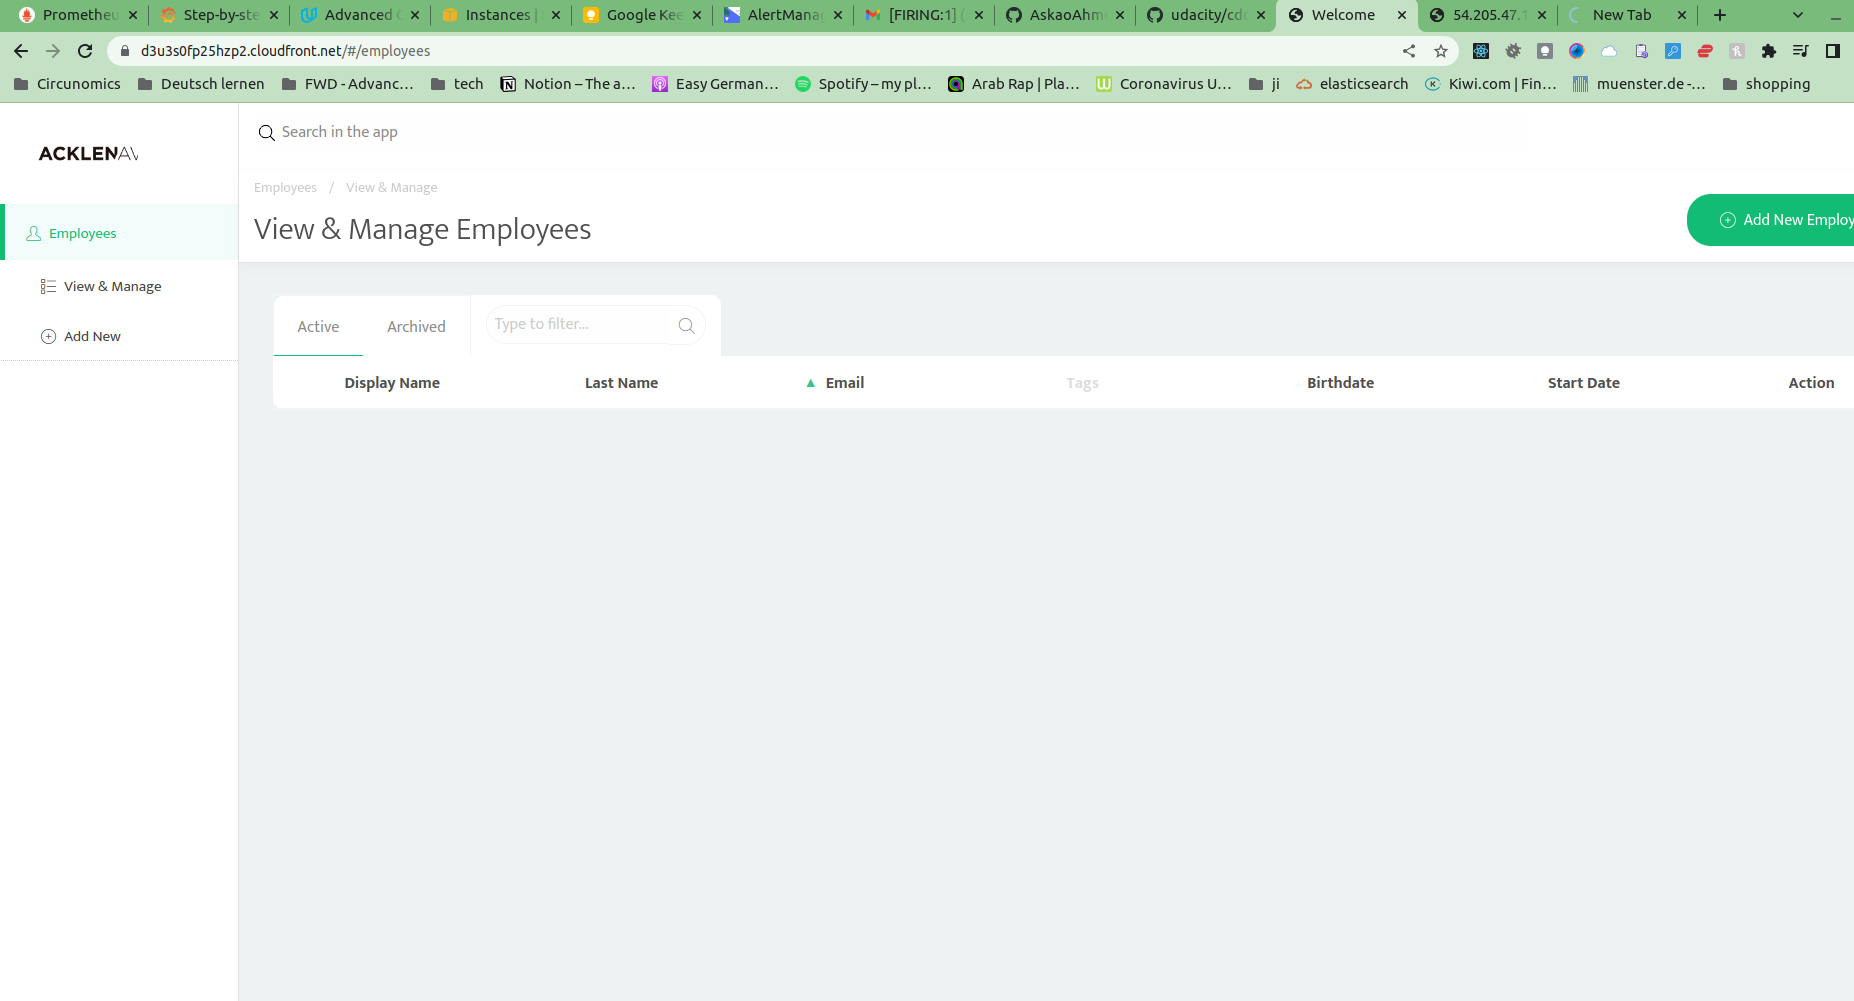 Prometheu Step-by-ste Advanced C Instances | Google Kee AlertManag [FIRING:1] ( AskaoAhm udacity/cd Welcome 54.205.47.1 New Tab
d3u3s0fp25hzp2.cloudfront.net/#/employees
Circunomics Deutsch lernen FWD - Advanc... tech Notion – The a... Easy German... Spotify – my pl... Arab Rap | Pla... Coronavirus U... ji elasticsearch Kiwi.com | Fin... muenster.de -... shopping
ACKLENAV
Search in the app
Employees / View & Manage
View & Manage Employees
Add New Employ
Employees
View & Manage
Add New
Active Archived Type to filter...
Display Name Last Name ▲ Email Tags Birthdate Start Date Action